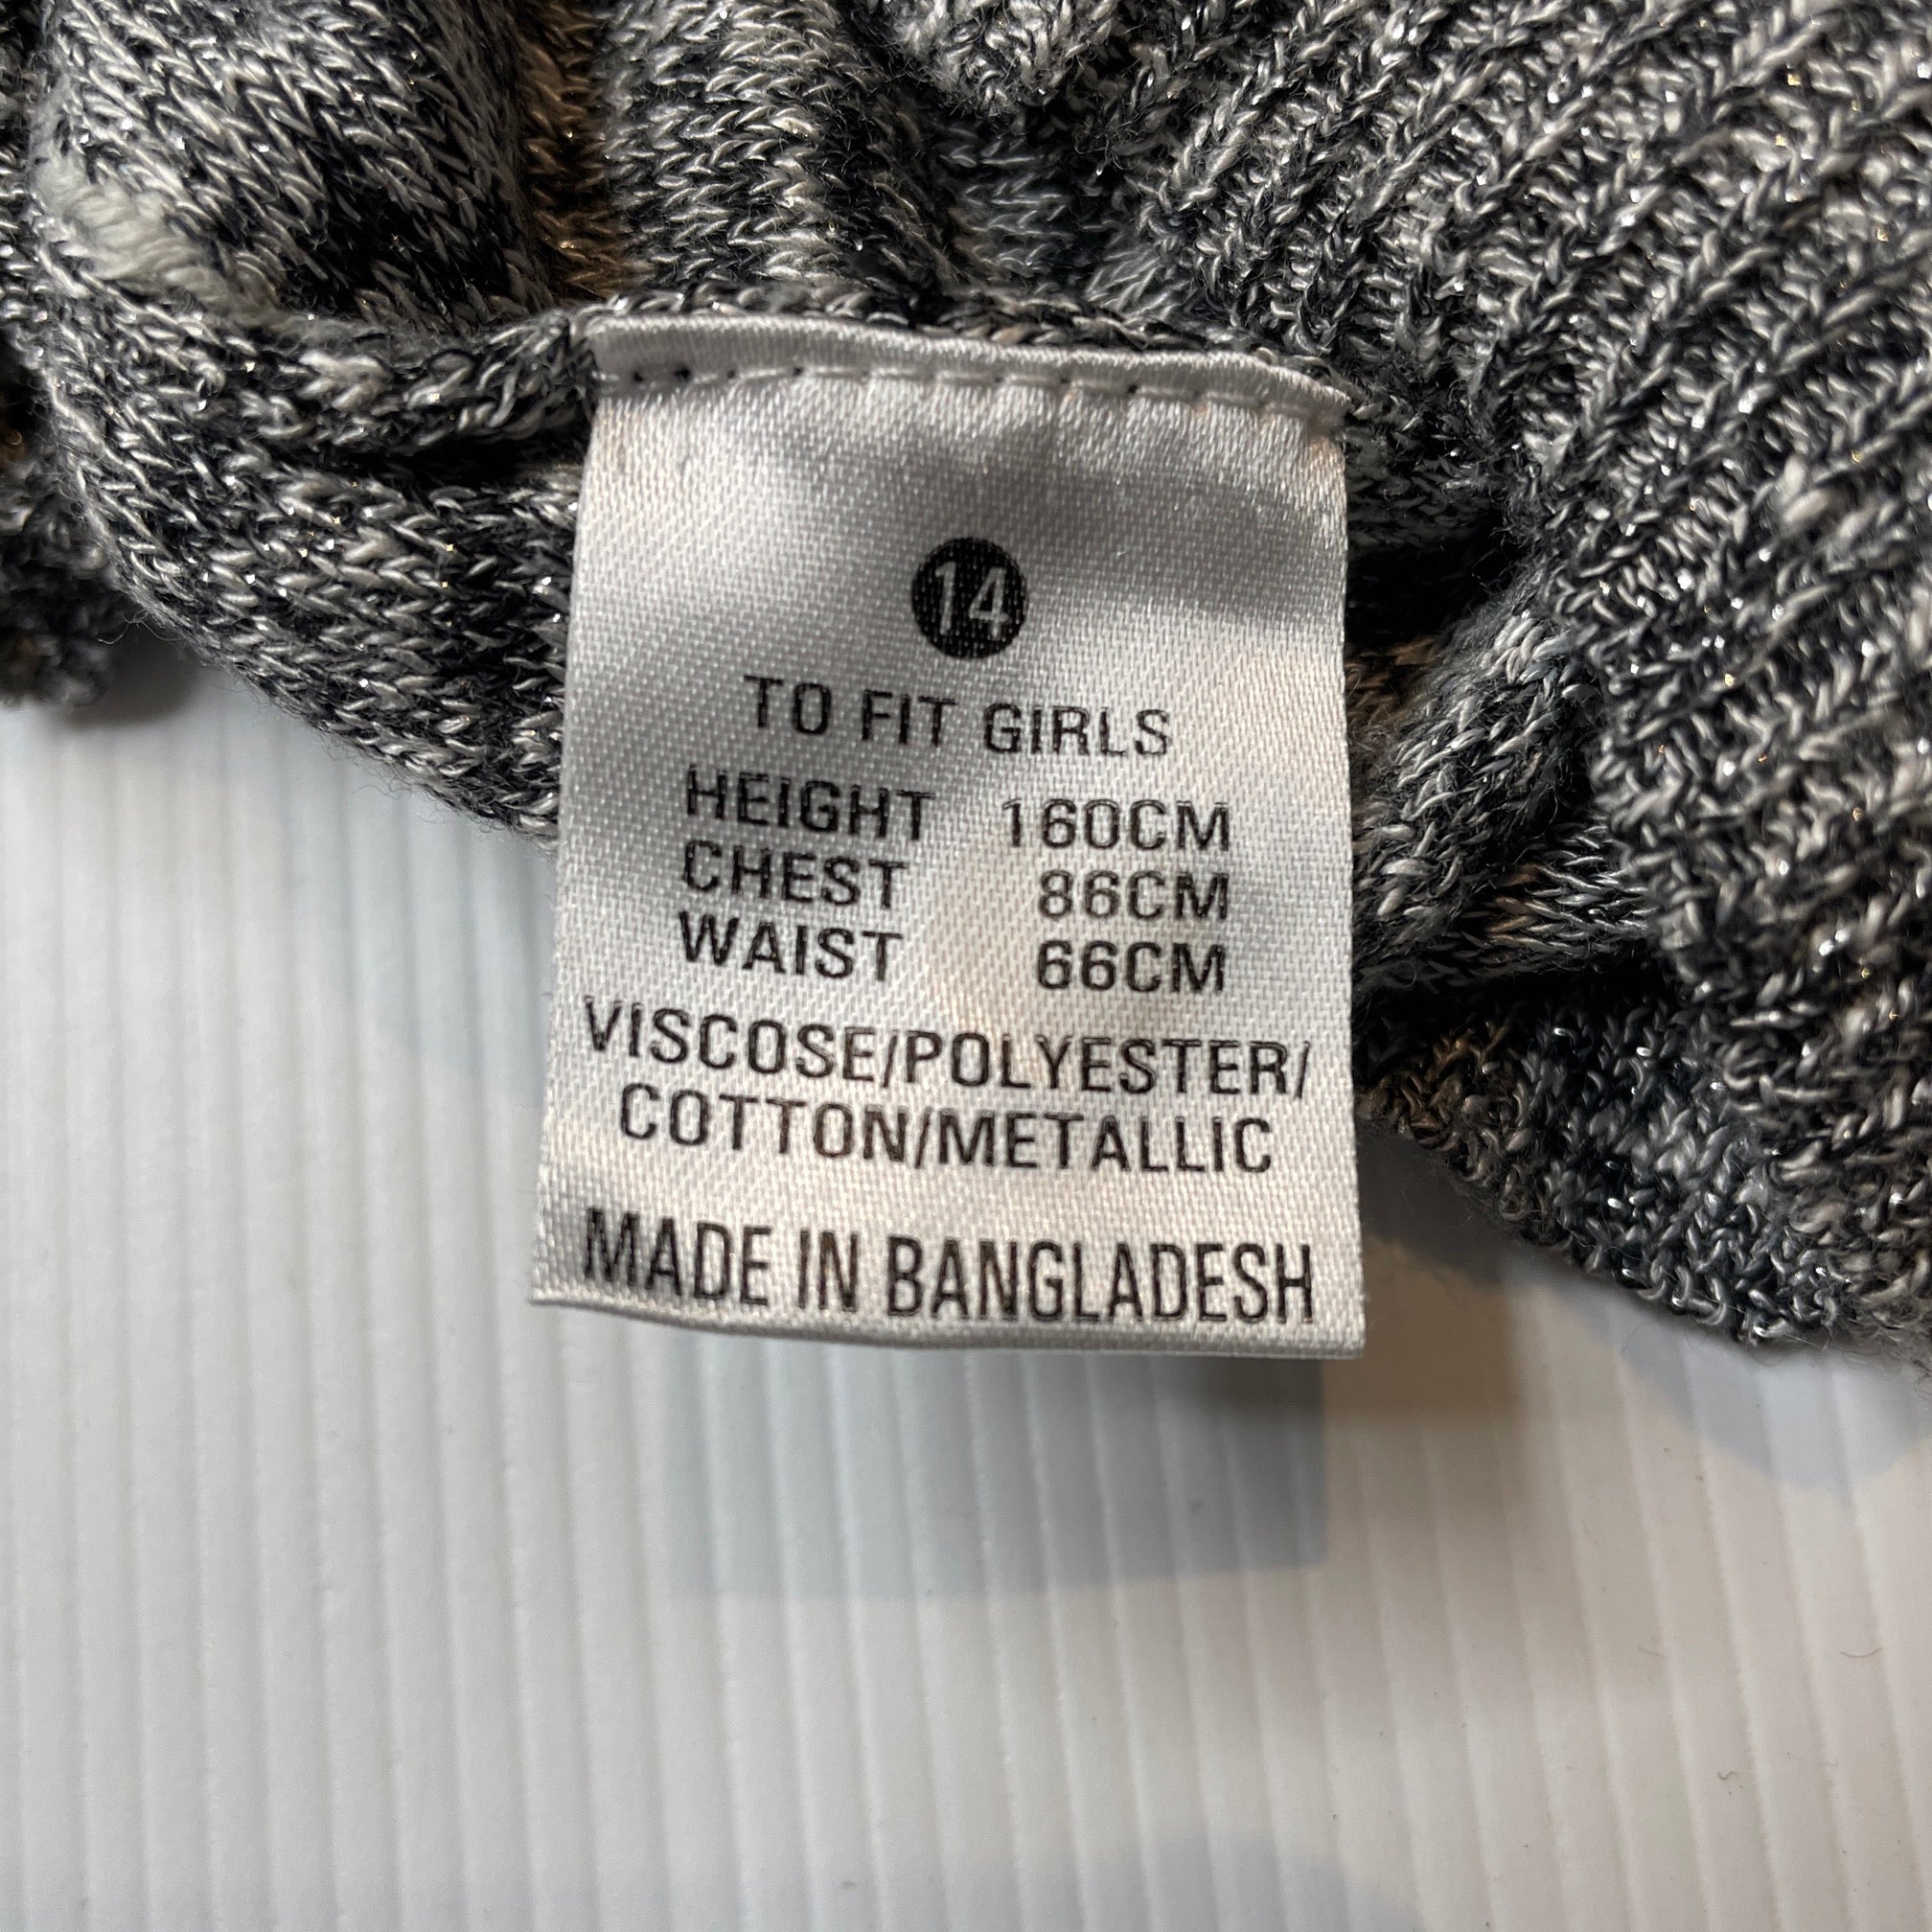 14
TO FIT GIRLS
HEIGHT 160CM
CHEST 86CM
WAIST 66CM
VISCOSE/POLYESTER/
COTTON/METALLIC
MADE IN BANGLADESH